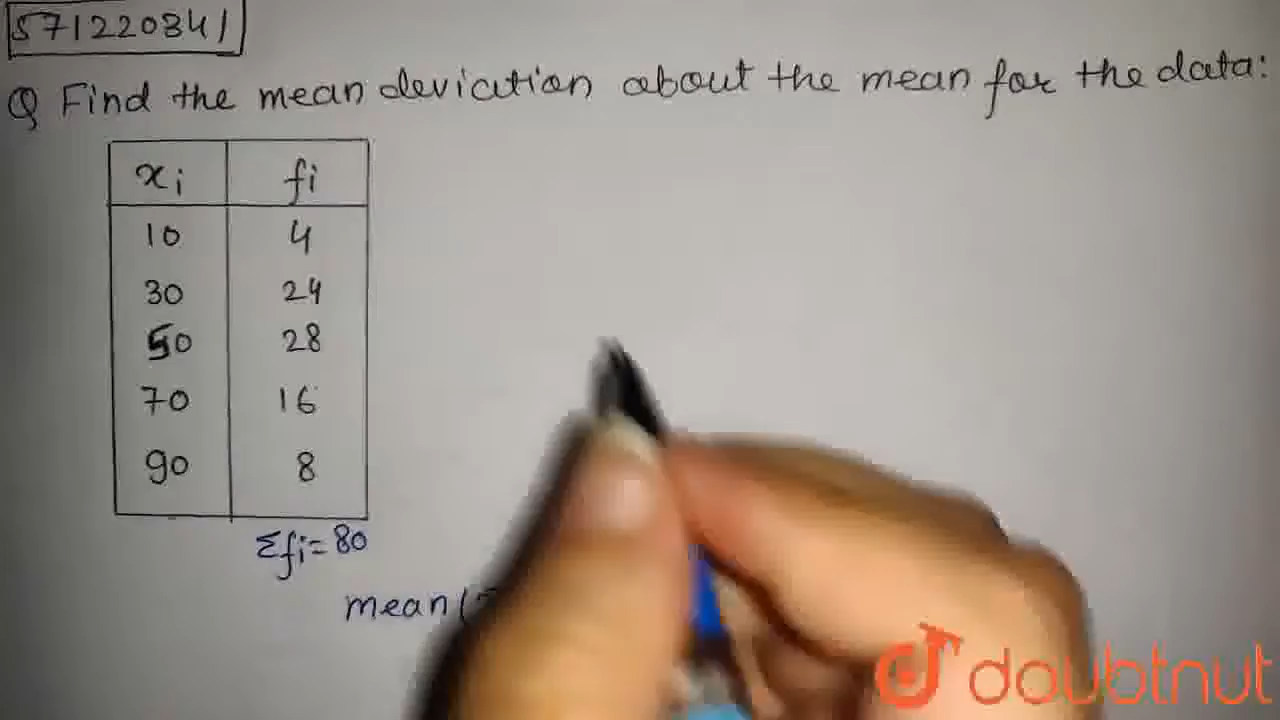 571220341
Q Find the mean deviation about the mean for the data:
xi fi
10 4
30 24
50 28
70 16
90 8
Σfi=80
mean (
doubtnut